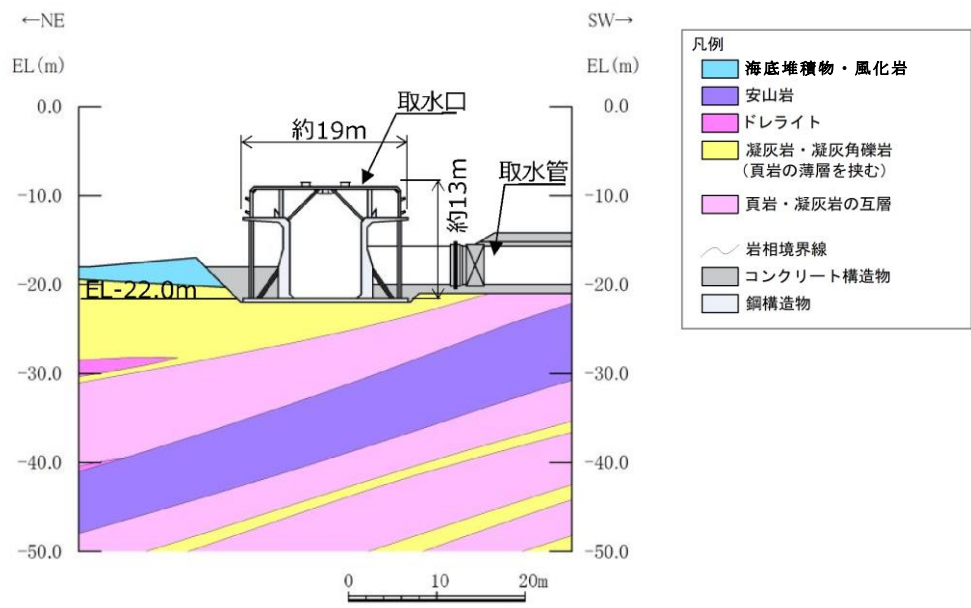 ←NE
SW→
EL(m)
EL(m)
凡例
海底堆積物・風化岩
安山岩
ドレライト
凝灰岩・凝灰角礫岩
(頁岩の薄層を挟む)
頁岩・凝灰岩の互層
岩相境界線
コンクリート構造物
鋼構造物
0.0
0.0
取水口
約19m
取水管
約13m
-10.0
-10.0
-20.0
-20.0
EL-22.0m
-30.0
-30.0
-40.0
-40.0
-50.0
-50.0
0 10 20m